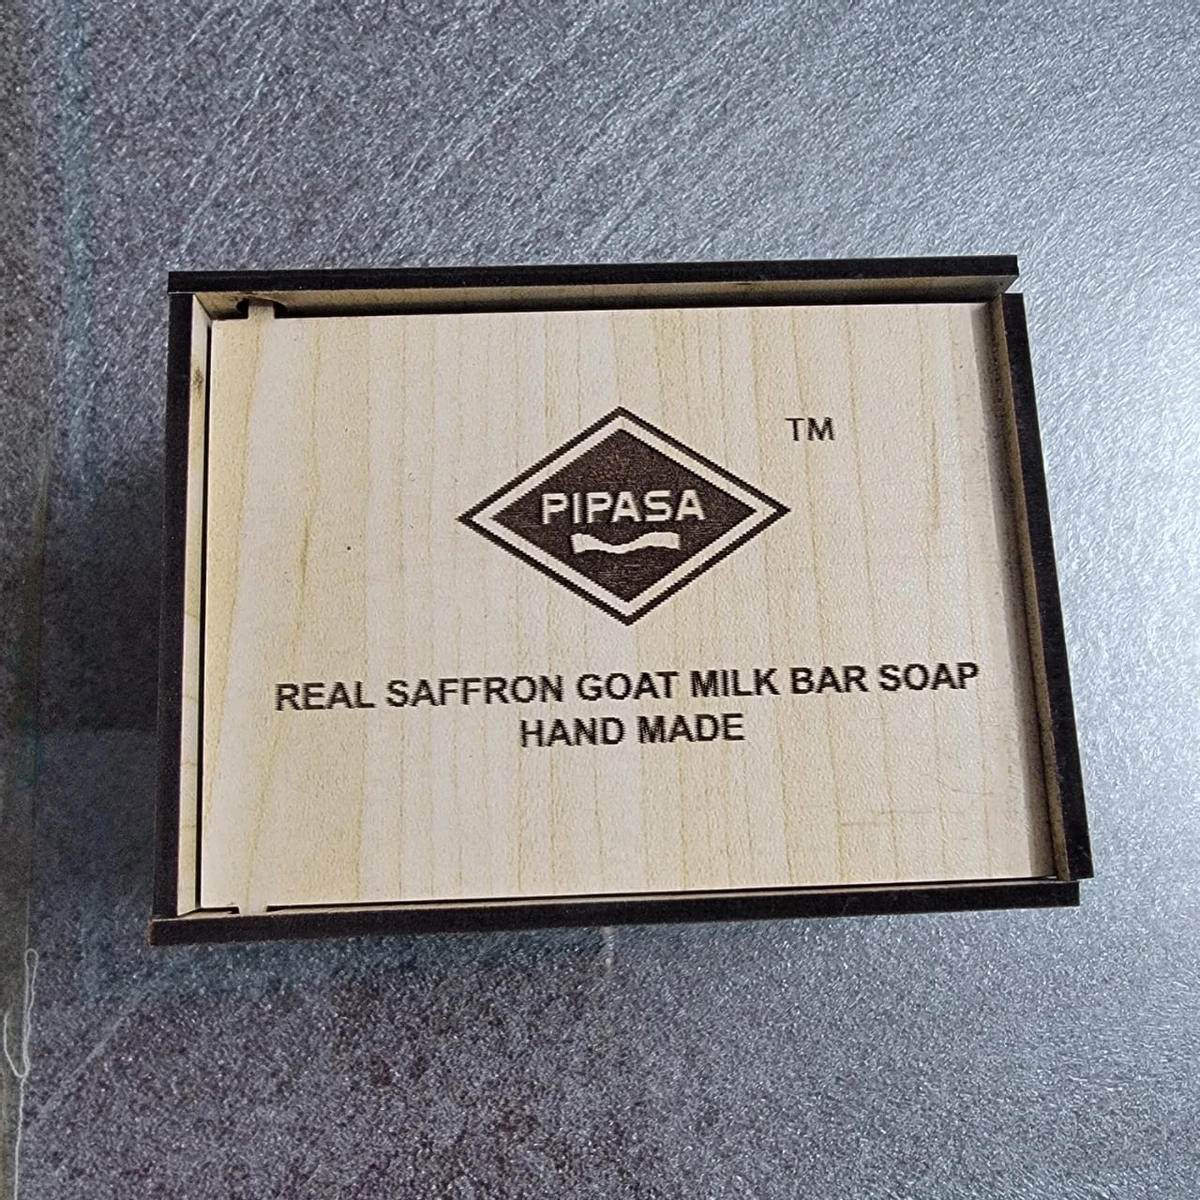 TM
PIPASA
REAL SAFFRON GOAT MILK BAR SOAP
HAND MADE